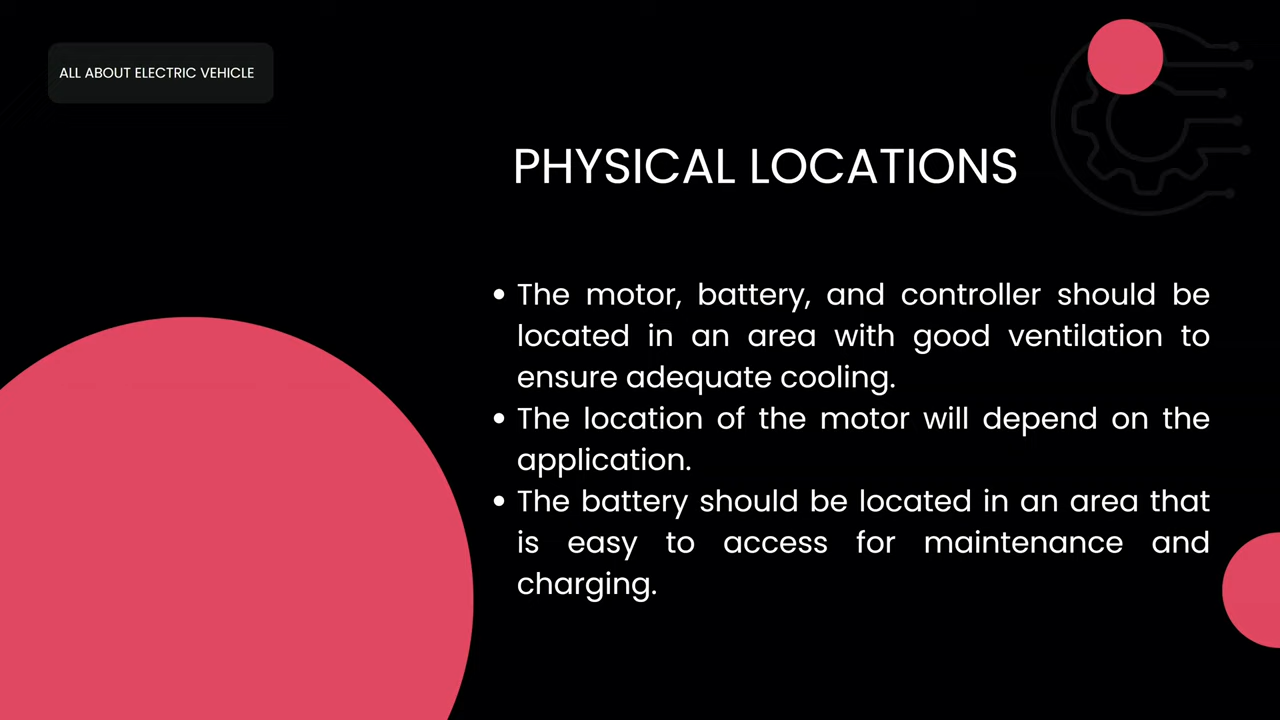 ALL ABOUT ELECTRIC VEHICLE
PHYSICAL LOCATIONS
• The motor, battery, and controller should be
located in an area with good ventilation to
ensure adequate cooling.
• The location of the motor will depend on the
application.
• The battery should be located in an area that
is easy to access for maintenance and
charging.